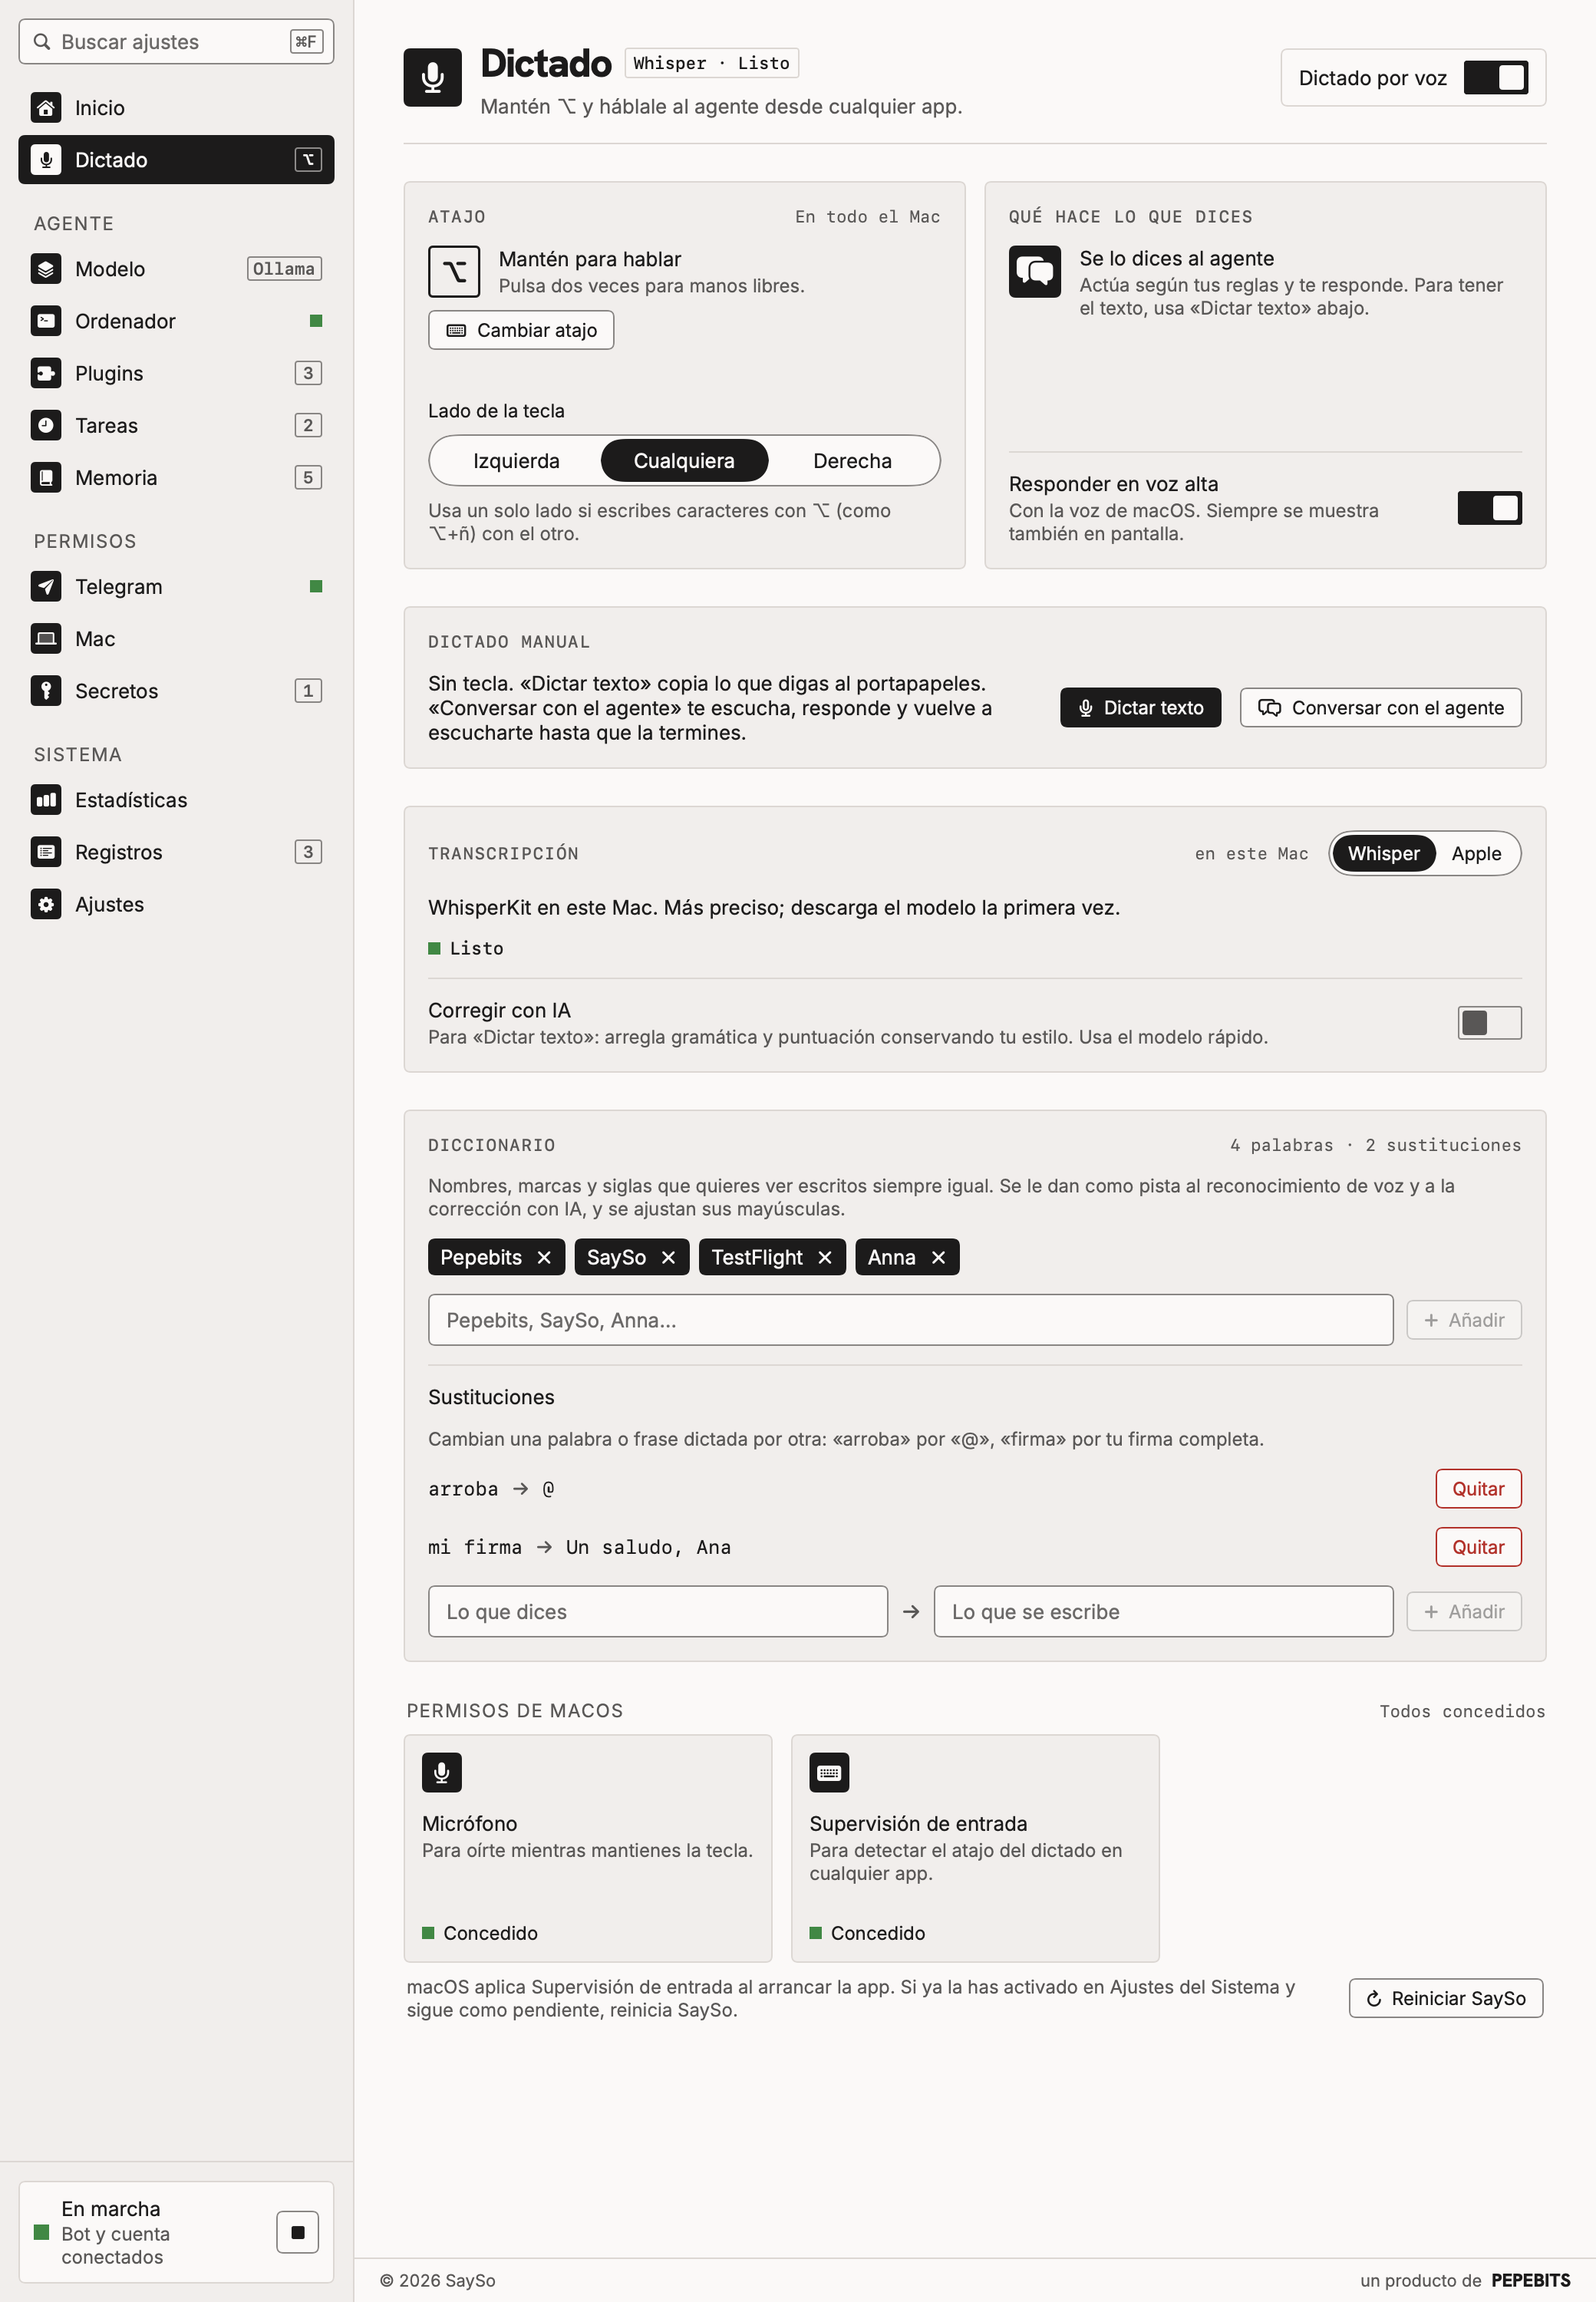 Buscar ajustes ⌘F
Inicio
Dictado ⌥
AGENTE
Modelo Ollama
Ordenador
Plugins 3
Tareas 2
Memoria 5
PERMISOS
Telegram
Mac
Secretos 1
SISTEMA
Estadísticas
Registros 3
Ajustes
En marcha
Bot y cuenta
conectados
Dictado Whisper · Listo
Mantén ⌥ y háblale al agente desde cualquier app.
Dictado por voz
ATAJO En todo el Mac
⌥
Mantén para hablar
Pulsa dos veces para manos libres.
Cambiar atajo
Lado de la tecla
Izquierda Cualquiera Derecha
Usa un solo lado si escribes caracteres con ⌥ (como
⌥+ñ) con el otro.
QUÉ HACE LO QUE DICES
Se lo dices al agente
Actúa según tus reglas y te responde. Para tener
el texto, usa «Dictar texto» abajo.
Responder en voz alta
Con la voz de macOS. Siempre se muestra
también en pantalla.
DICTADO MANUAL
Sin tecla. «Dictar texto» copia lo que digas al portapapeles.
«Conversar con el agente» te escucha, responde y vuelve a
escucharte hasta que la termines.
Dictar texto Conversar con el agente
TRANSCRIPCIÓN en este Mac Whisper Apple
WhisperKit en este Mac. Más preciso; descarga el modelo la primera vez.
Listo
Corregir con IA
Para «Dictar texto»: arregla gramática y puntuación conservando tu estilo. Usa el modelo rápido.
DICCIONARIO 4 palabras · 2 sustituciones
Nombres, marcas y siglas que quieres ver escritos siempre igual. Se le dan como pista al reconocimiento de voz y a la
corrección con IA, y se ajustan sus mayúsculas.
Pepebits ✕ SaySo ✕ TestFlight ✕ Anna ✕
Pepebits, SaySo, Anna... + Añadir
Sustituciones
Cambian una palabra o frase dictada por otra: «arroba» por «@», «firma» por tu firma completa.
arroba → @ Quitar
mi firma → Un saludo, Ana Quitar
Lo que dices → Lo que se escribe + Añadir
PERMISOS DE MACOS Todos concedidos
Micrófono
Para oírte mientras mantienes la tecla.
Concedido
Supervisión de entrada
Para detectar el atajo del dictado en
cualquier app.
Concedido
macOS aplica Supervisión de entrada al arrancar la app. Si ya la has activado en Ajustes del Sistema y
sigue como pendiente, reinicia SaySo.
Reiniciar SaySo
© 2026 SaySo un producto de PEPEBITS